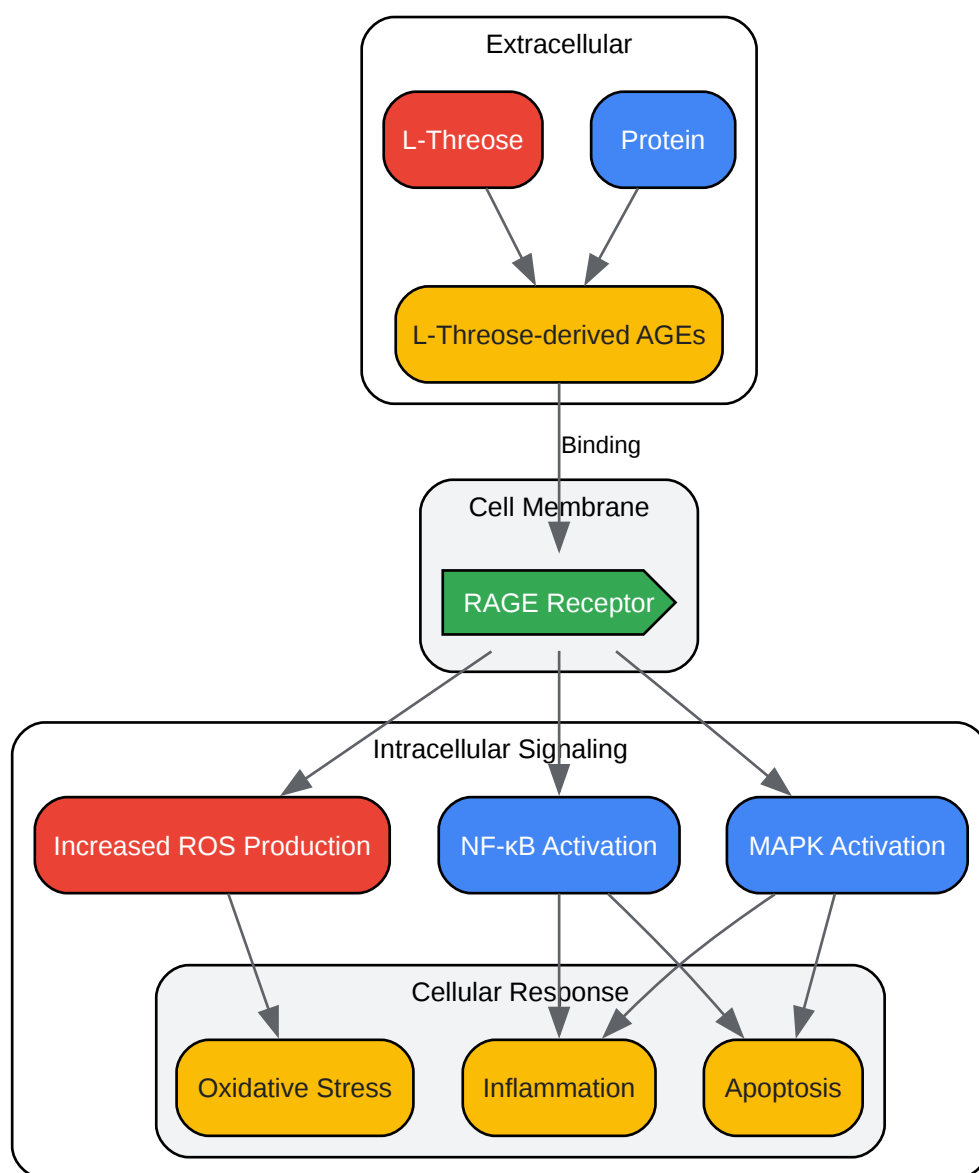 Extracellular
L-Threose
Protein
L-Threose-derived AGEs
Binding
Cell Membrane
RAGE Receptor
Intracellular Signaling
Increased ROS Production
NF-κB Activation
MAPK Activation
Cellular Response
Oxidative Stress
Inflammation
Apoptosis